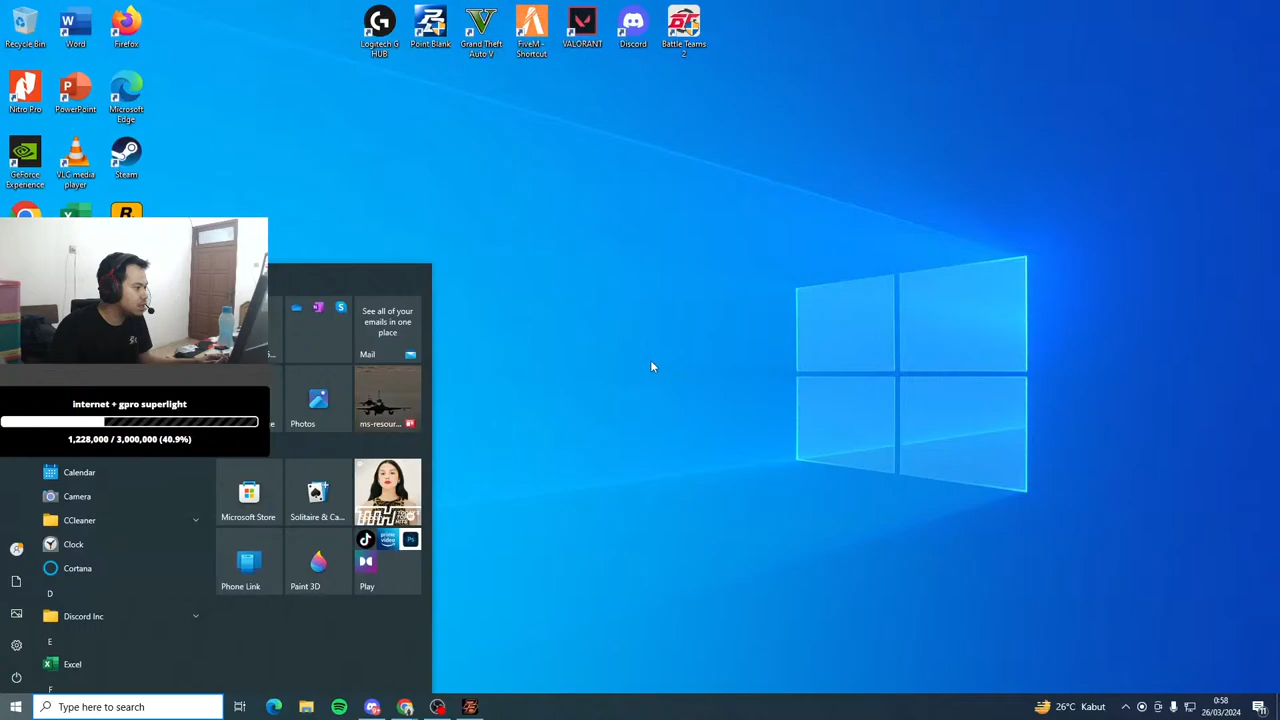 Recycle Bin
Word
Firefox
Logitech G HUB
Point Blank
Grand Theft Auto V
FiveM - Shortcut
VALORANT
Discord
Battle Teams 2
Nitro Pro
PowerPoint
Microsoft Edge
GeForce Experience
VLC media player
Steam
See all of your
emails in one
place
Mail
Photos
ms-resour...
internet + gpro superlight
1,228,000 / 3,000,000 (40.9%)
Calendar
Camera
CCleaner
Clock
Cortana
D
Discord Inc
E
Excel
F
Microsoft Store
Solitaire & Ca...
Phone Link
Paint 3D
prime video
Ps
Play
Type here to search
26°C Kabut
0:58
26/03/2024